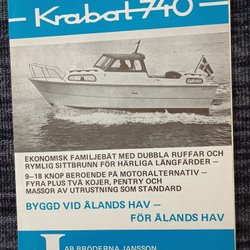 Krabat 740
EKONOMISK FAMILJEBÅT MED DUBBLA RUFFAR OCH
RYMLIG SITTBRUNN FÖR HÄRLIGA LÅNGFÄRDER –
9–18 KNOP BEROENDE PÅ MOTORALTERNATIV –
FYRA PLUS TVÅ KOJER, PENTRY OCH
MASSOR AV UTRUSTNING SOM STANDARD
BYGGD VID ÅLANDS HAV –
FÖR ÅLANDS HAV
AB BRÖDERNA JANSSON